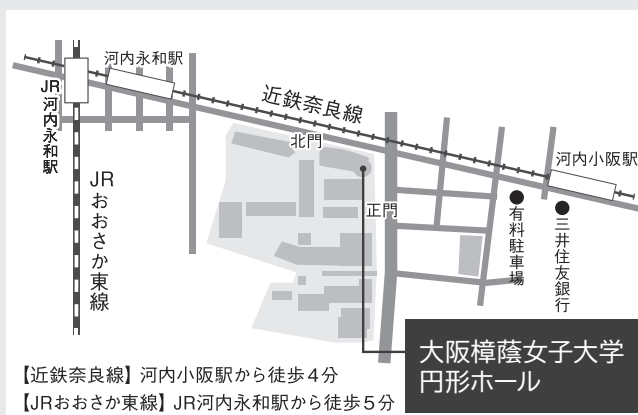 河内永和駅
近鉄奈良線
JR河内永和駅
北門
河内小阪駅
JRおおさか東線
正門
有料駐車場
三井住友銀行
大阪樟蔭女子大学
円形ホール
【近鉄奈良線】河内小阪駅から徒歩4分
【JRおおさか東線】JR河内永和駅から徒歩5分